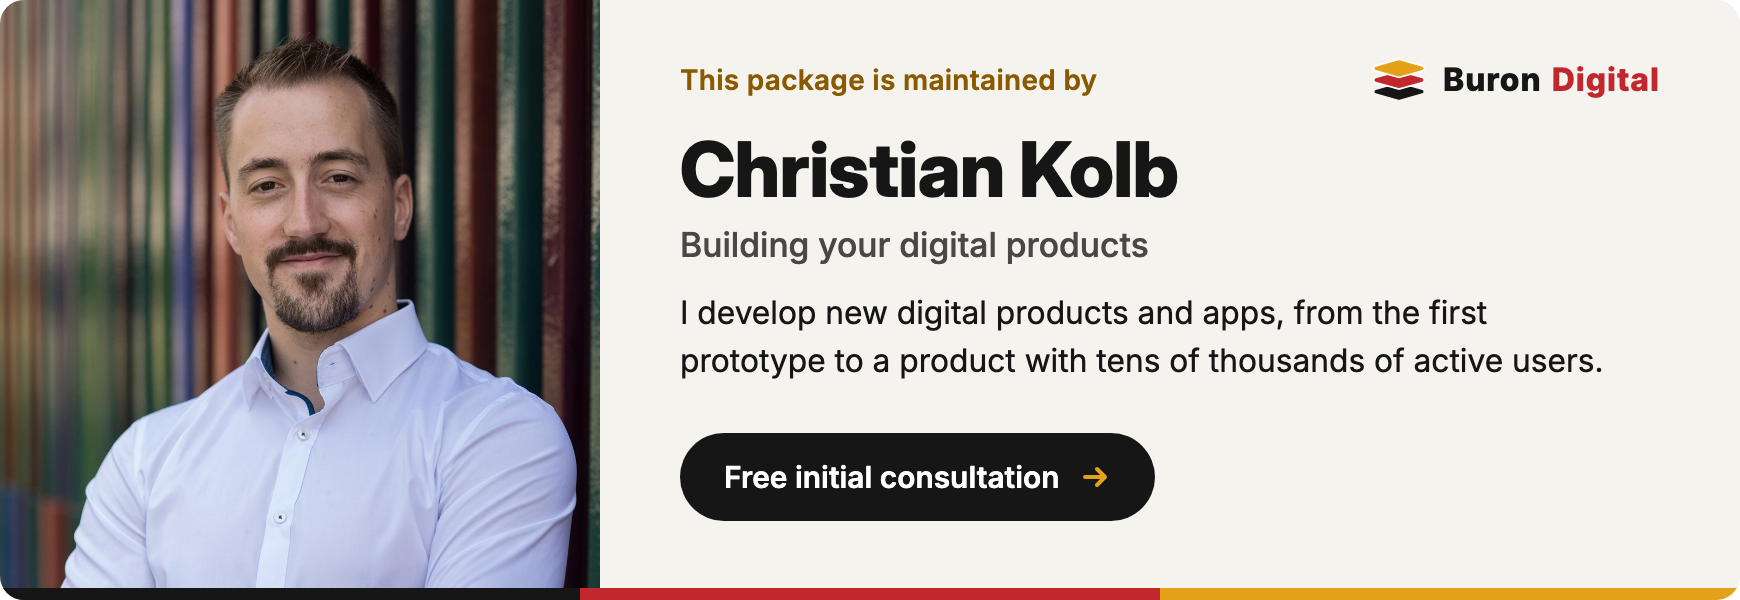 This package is maintained by
Buron Digital
Christian Kolb
Building your digital products
I develop new digital products and apps, from the first
prototype to a product with tens of thousands of active users.
Free initial consultation →